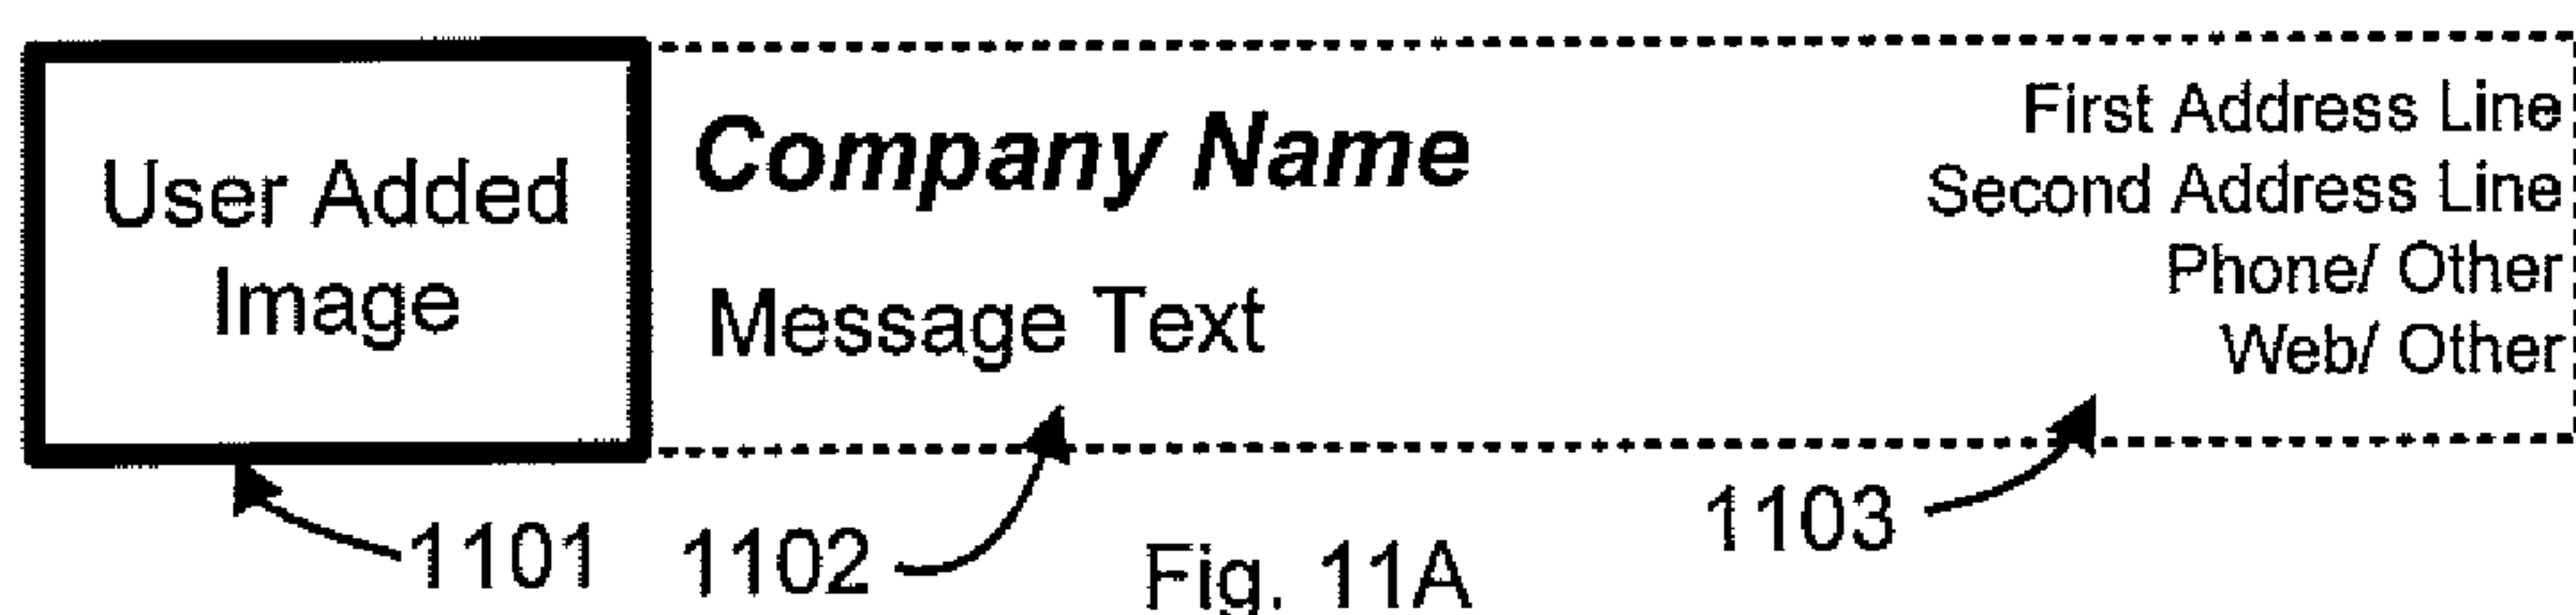 User Added
Image
Company Name
Message Text
First Address Line
Second Address Line
Phone/ Other
Web/ Other
1101
1102
1103
Fig. 11A